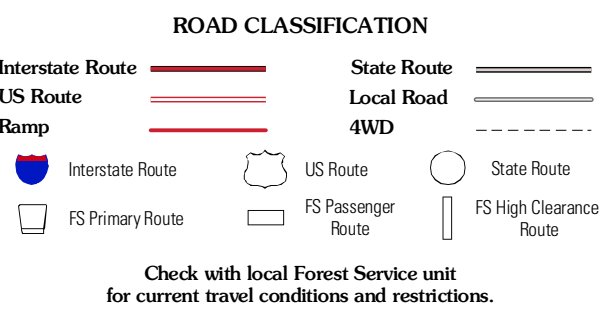 ROAD CLASSIFICATION
Interstate Route
State Route
US Route
Local Road
Ramp
4WD
Interstate Route
US Route
State Route
FS Primary Route
FS Passenger
Route
FS High Clearance
Route
Check with local Forest Service unit
for current travel conditions and restrictions.